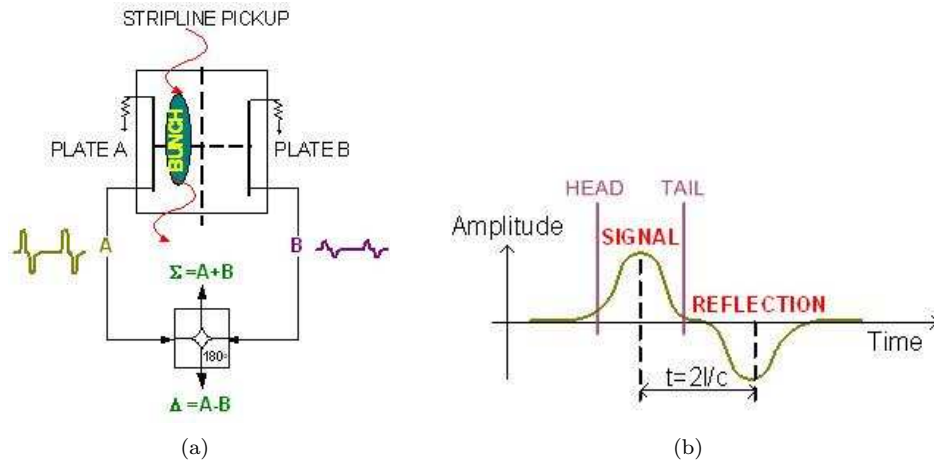 STRIPLINE PICKUP
BUNCH
PLATE A
PLATE B
A
B
Σ=A+B
180°
Δ=A-B
(a)
HEAD
TAIL
Amplitude
SIGNAL
REFLECTION
Time
t=2l/c
(b)